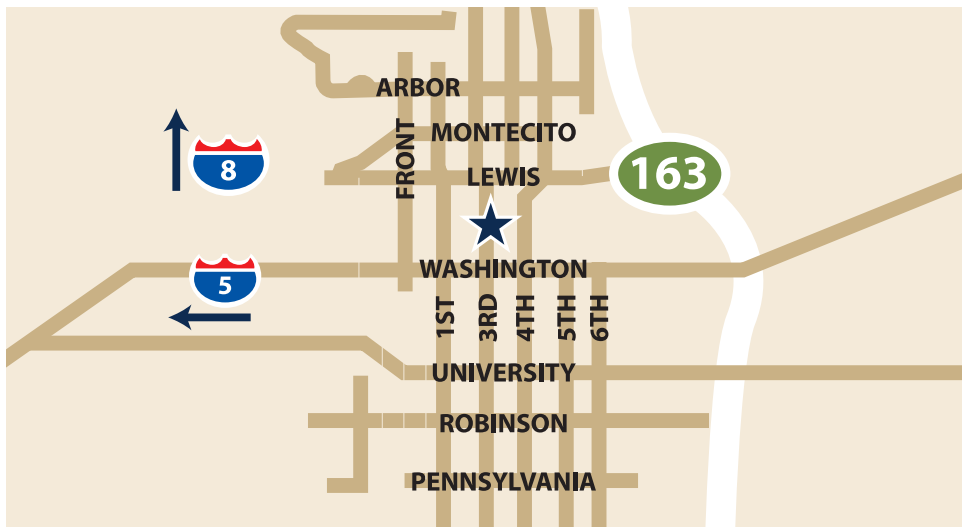 ARBOR
MONTECITO
FRONT
8
LEWIS
163
WASHINGTON
5
1ST
3RD
4TH
5TH
6TH
UNIVERSITY
ROBINSON
PENNSYLVANIA